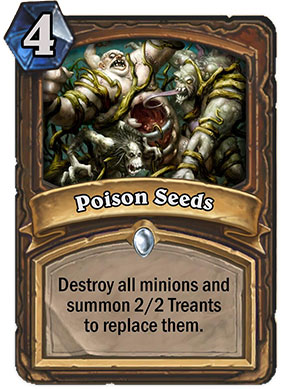 4
Poison Seeds
Destroy all minions and
summon 2/2 Treants
to replace them.